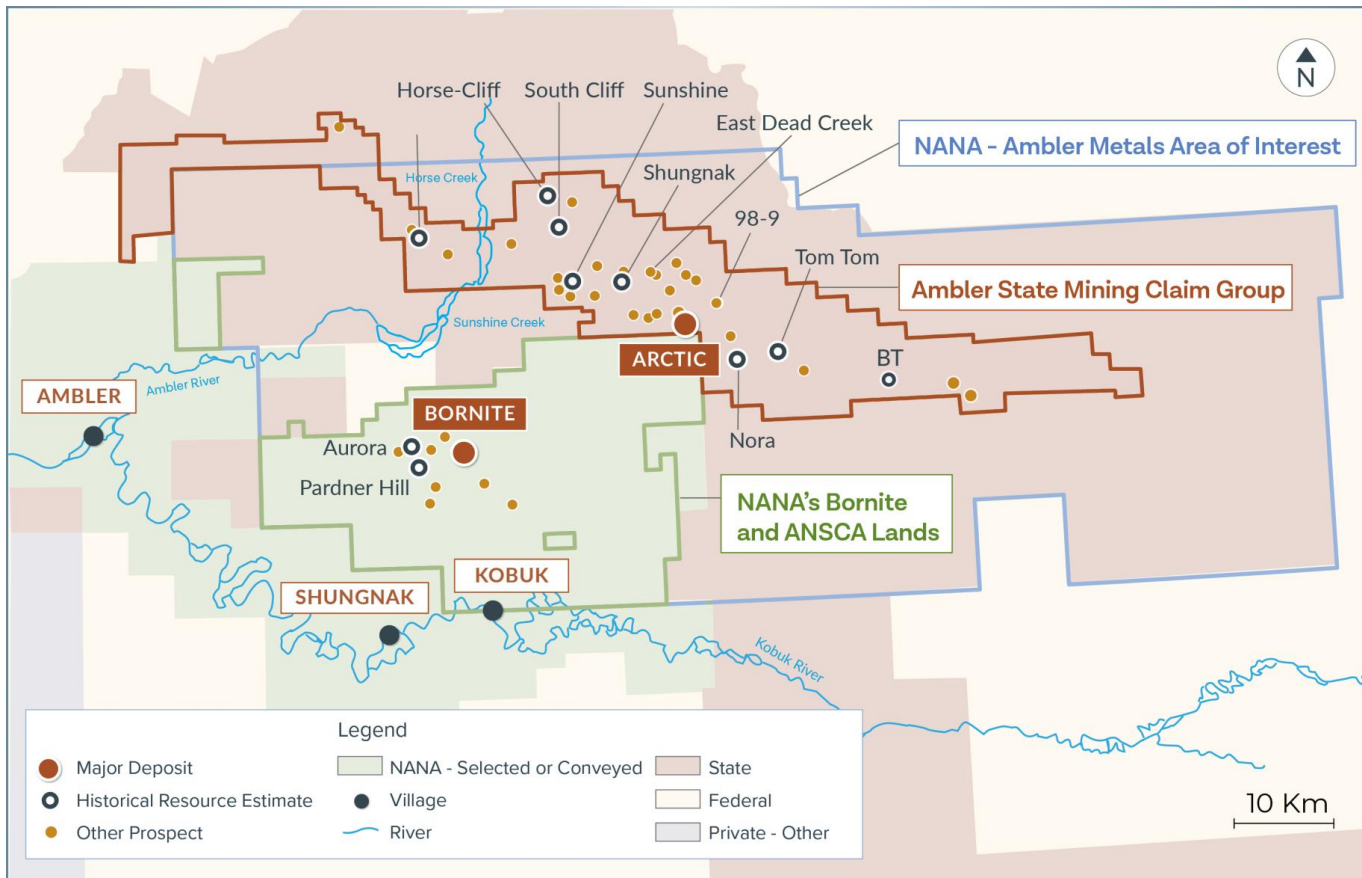 Horse-Cliff
South Cliff
Sunshine
N
East Dead Creek
NANA - Ambler Metals Area of Interest
Shungnak
Horse Creek
98-9
Tom Tom
Ambler State Mining Claim Group
Sunshine Creek
ARCTIC
BT
Ambler River
AMBLER
BORNITE
Nora
Aurora
Pardner Hill
NANA's Bornite
and ANSCA Lands
KOBUK
SHUNGNAK
Kobuk River
Legend
Major Deposit
Historical Resource Estimate
Other Prospect
NANA - Selected or Conveyed
Village
River
State
Federal
Private - Other
10 Km